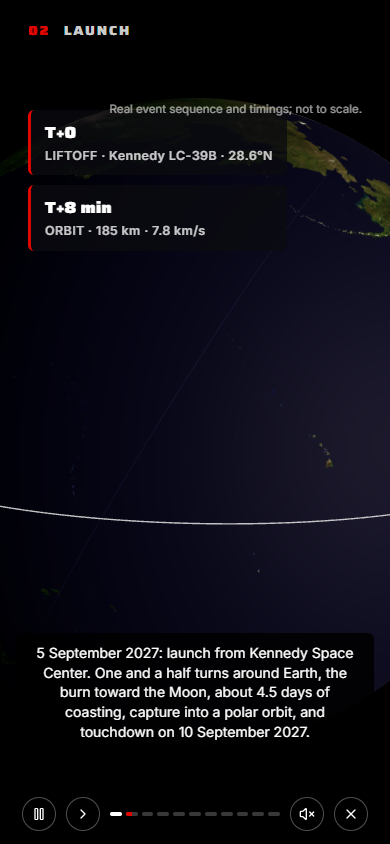 02 LAUNCH
Real event sequence and timings; not to scale.
T+0
LIFTOFF · Kennedy LC-39B · 28.6°N
T+8 min
ORBIT · 185 km · 7.8 km/s
5 September 2027: launch from Kennedy Space
Center. One and a half turns around Earth, the
burn toward the Moon, about 4.5 days of
coasting, capture into a polar orbit, and
touchdown on 10 September 2027.